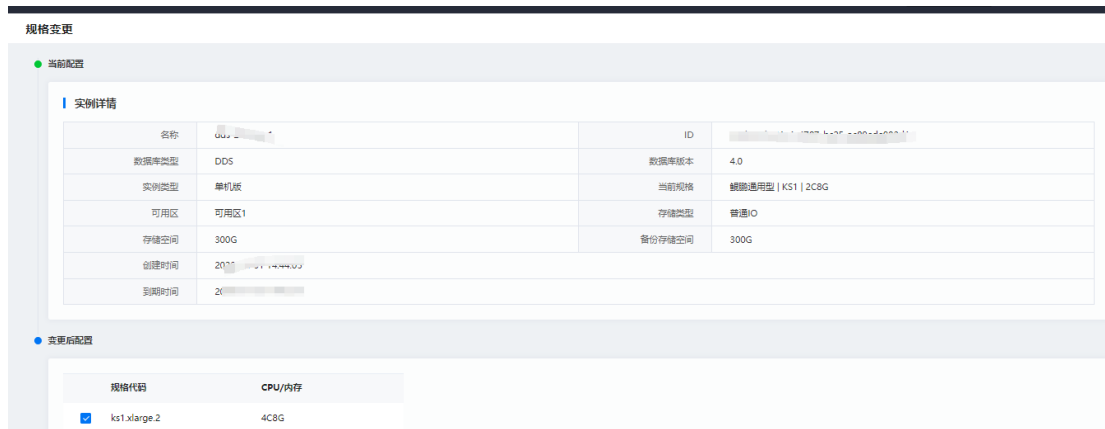 规格变更
当前配置
实例详情
名称 ID
数据库类型 DDS 数据库版本 4.0
实例类型 单机版 当前规格 鲲鹏通用型 | KS1 | 2C8G
可用区 可用区1 存储类型 普通IO
存储空间 300G 备份存储空间 300G
创建时间
到期时间
变更后配置
规格代码 CPU/内存
ks1.xlarge.2 4C8G